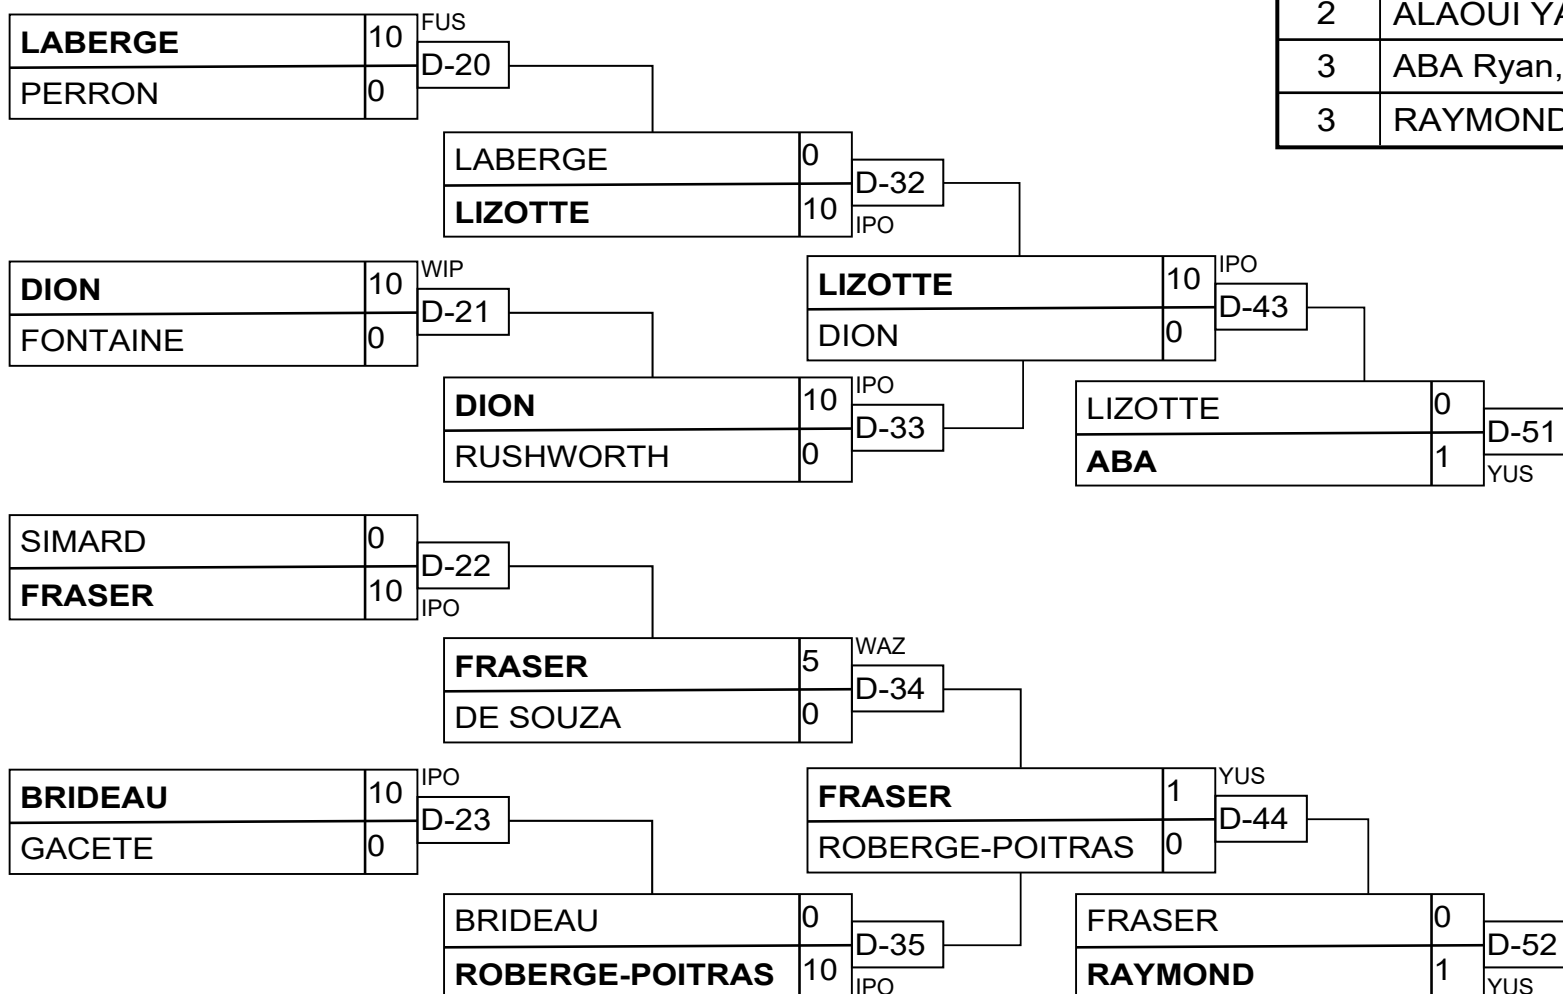 2 ALAOUI YA
3 ABA Ryan,
3 RAYMOND
LABERGE 10 FUS
D-20
PERRON 0
LABERGE 0
D-32
LIZOTTE 10 IPO
DION 10 WIP
D-21
FONTAINE 0
LIZOTTE 10 IPO
D-43
DION 0
DION 10 IPO
D-33
RUSHWORTH 0
LIZOTTE 0
D-51
ABA 1 YUS
SIMARD 0
D-22
FRASER 10 IPO
FRASER 5 WAZ
D-34
DE SOUZA 0
BRIDEAU 10 IPO
D-23
GACETE 0
FRASER 1 YUS
D-44
ROBERGE-POITRAS 0
BRIDEAU 0
D-35
ROBERGE-POITRAS 10 IPO
FRASER 0
D-52
RAYMOND 1 YUS